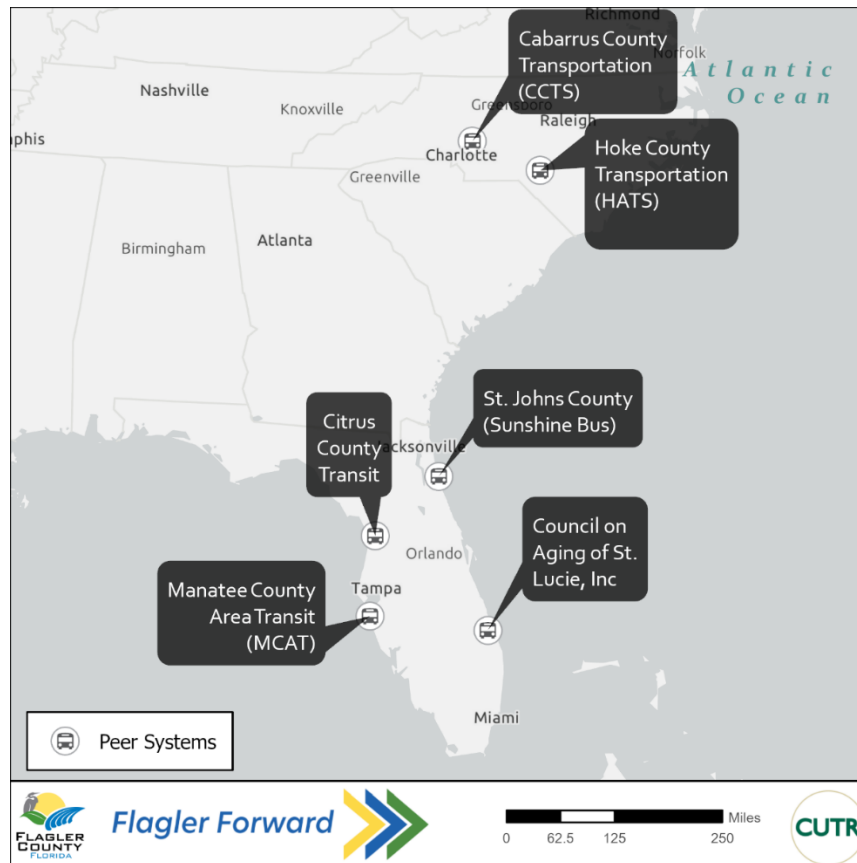 Richmond
Cabarrus County
Transportation
(CCTS)
Norfolk
Atlantic
Ocean
Nashville
Knoxville
Greensboro
Raleigh
phis
Charlotte
Hoke County
Transportation
(HATS)
Greenville
Birmingham
Atlanta
St. Johns County
(Sunshine Bus)
Citrus
County
Transit
Jacksonville
Council on
Aging of St.
Lucie, Inc
Orlando
Tampa
Manatee County
Area Transit
(MCAT)
Miami
Peer Systems
FLAGLER
COUNTY
FLORIDA
Flagler Forward
Miles
0 62.5 125 250
CUTR